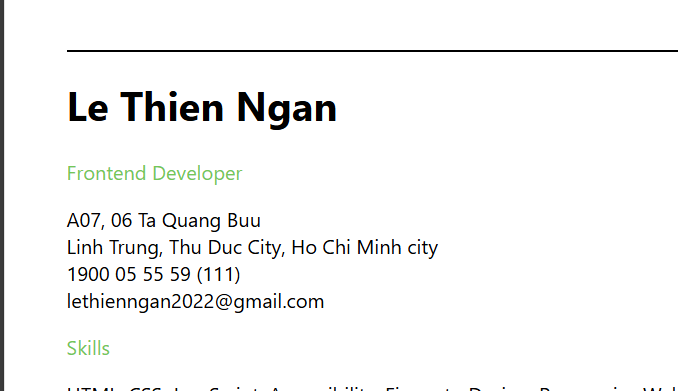 Le Thien Ngan
Frontend Developer
A07, 06 Ta Quang Buu
Linh Trung, Thu Duc City, Ho Chi Minh city
1900 05 55 59 (111)
lethienngan2022@gmail.com
Skills